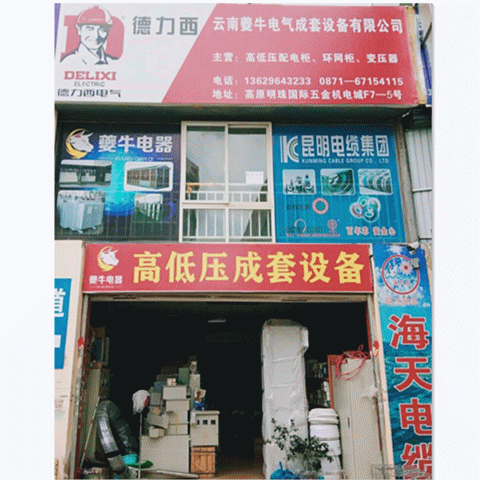 德力西
DELIXI
ELECTRIC
德力西电气
云南夔牛电气成套设备有限公司
主营：高低压配电柜、环网柜、变压器
电话：13629643233 0871—67154115
地址：高原明珠国际五金机电城F7—5号
夔牛电器
昆明电缆集团
KUNMING CABLE GROUP CO., LTD
夔牛电器
高低压成套设备
海天电缆
道